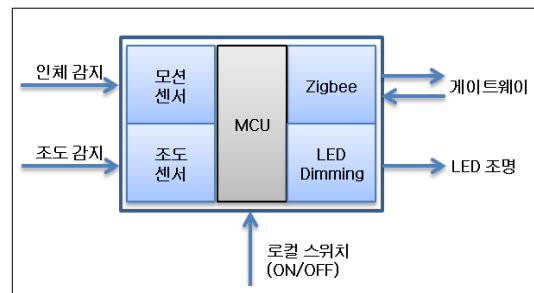 인체 감지
모션
센서
MCU
Zigbee
게이트웨이
조도 감지
조도
센서
LED
Dimming
LED 조명
로컬 스위치
(ON/OFF)